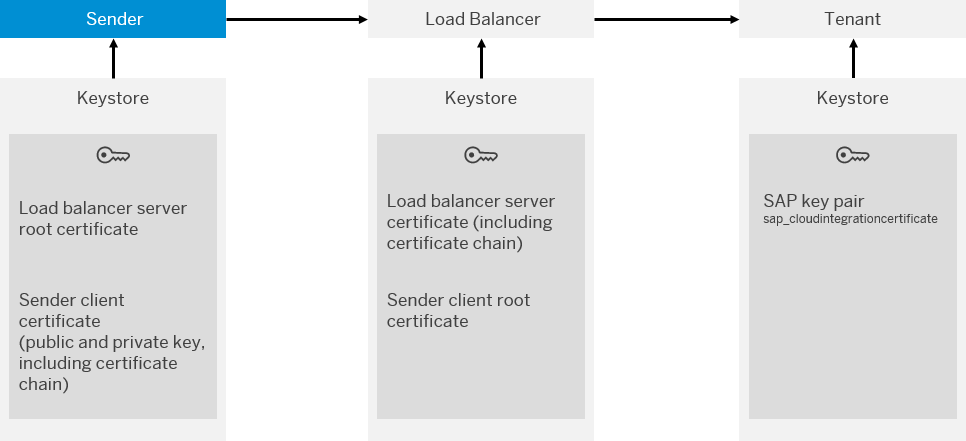 Sender
Load Balancer
Tenant
Keystore
Load balancer server
root certificate
Sender client
certificate
(public and private key,
including certificate
chain)
Keystore
Load balancer server
certificate (including
certificate chain)
Sender client root
certificate
Keystore
SAP key pair
sap_cloudintegrationcertificate